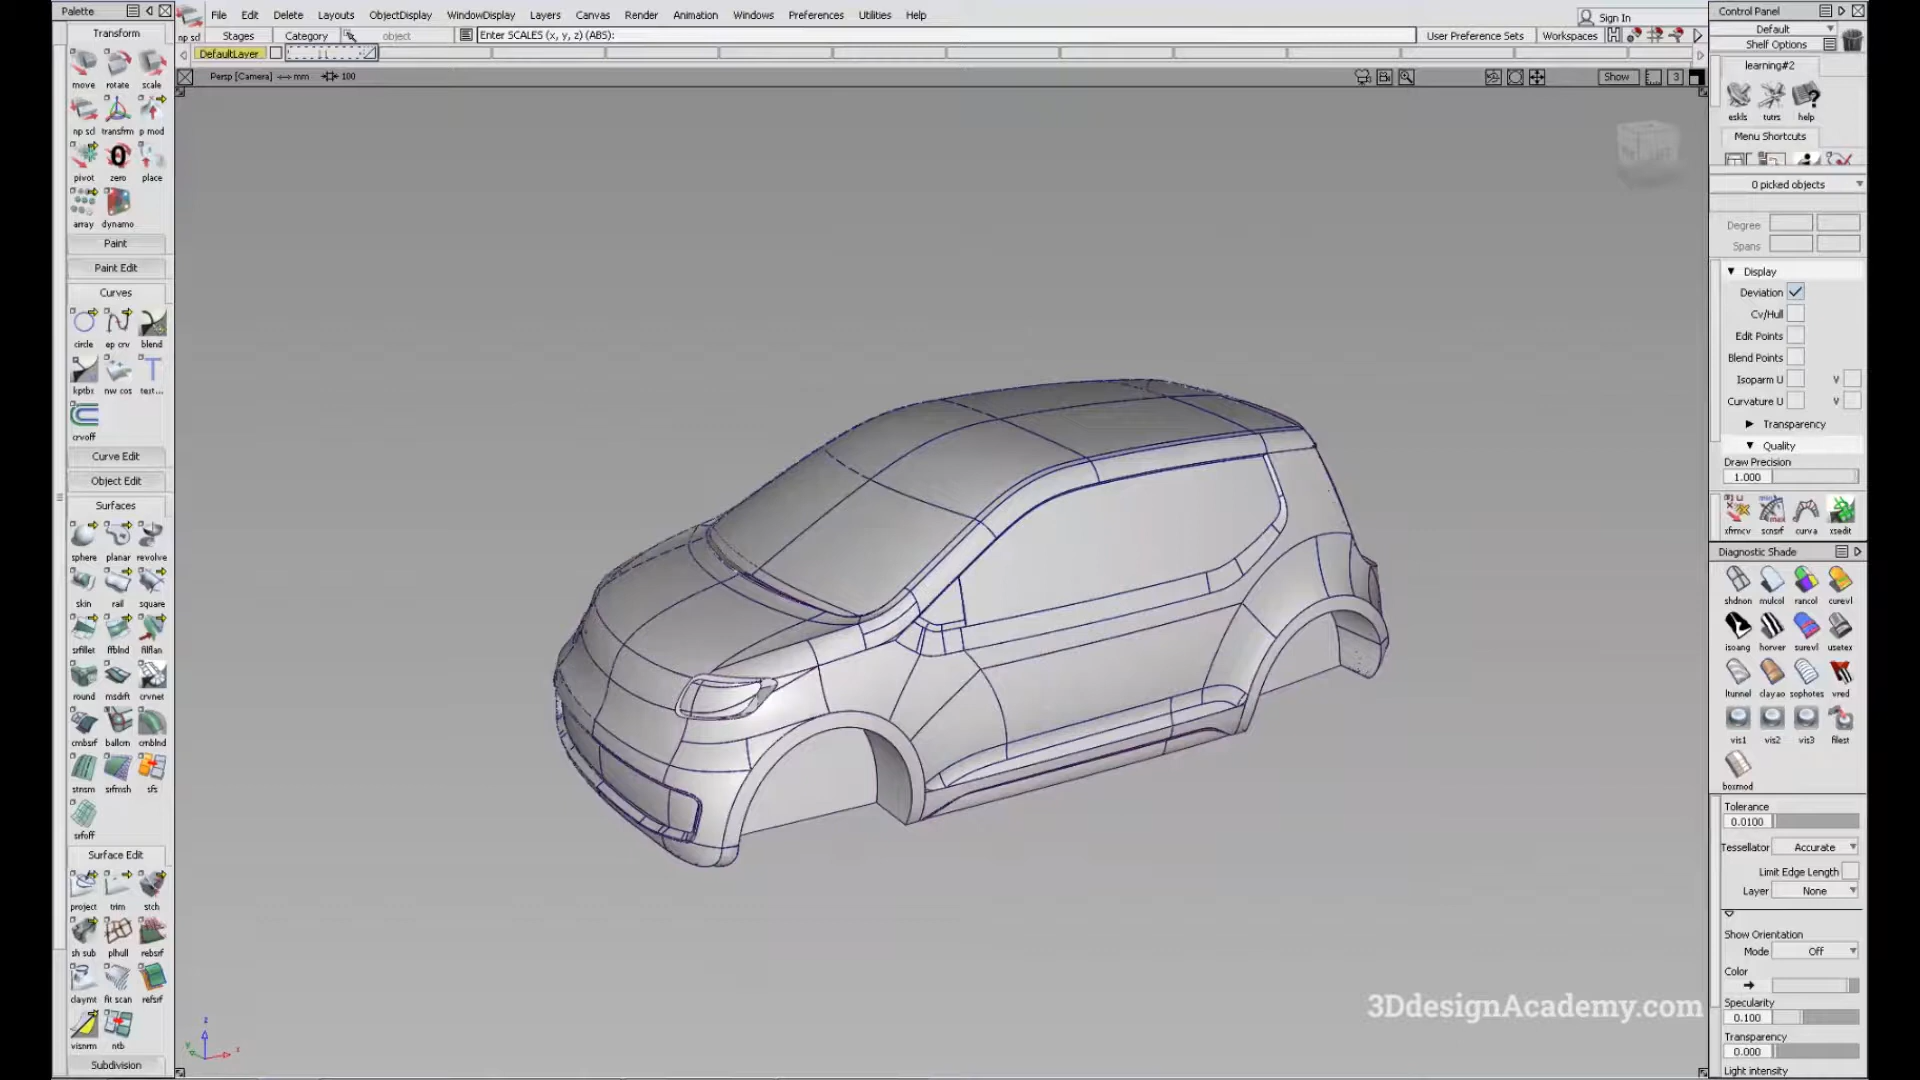 Palette
File Edit Delete Layouts ObjectDisplay WindowDisplay Layers Canvas Render Animation Windows Preferences Utilities Help
Sign In
Control Panel
np scl Stages Category object Enter SCALES (x, y, z) (ABS): User Preference Sets Workspaces
DefaultLayer
Persp [Camera] mm 100 Show 3
Transform
move rotate scale
np scl transfrm p mod
pivot zero place
array dynamo
Paint
Paint Edit
Curves
circle ep crv blend
kptbx nw cos text...
crvoff
Curve Edit
Object Edit
Surfaces
sphere planar revolve
skin rail square
srfillet ffblnd filflan
round msdrft crvnet
cmbsrf ballcrn cmblnd
stnsrn srfmsh sfs
srfoff
Surface Edit
project trim stch
sh sub plhull rebsrf
claymt fit scan refsrf
visnrm ntb
Subdivision
z
y
x
3DdesignAcademy.com
Default
Shelf Options
learning#2
eskls tutrs help
Menu Shortcuts
0 picked objects
Degree
Spans
Display
Deviation
Cv/Hull
Edit Points
Blend Points
Isoparm U V
Curvature U V
Transparency
Quality
Draw Precision
1.000
xfrmcv scnsrf curva xsedit
Diagnostic Shade
shdnon mulcol rancol curevl
isoang horver surevl usetex
ltunnel clayao sophotes vred
vis1 vis2 vis3 filest
boxmod
Tolerance
0.0100
Tessellator Accurate
Limit Edge Length
Layer None
Show Orientation
Mode Off
Color
Specularity
0.100
Transparency
0.000
Light intensity